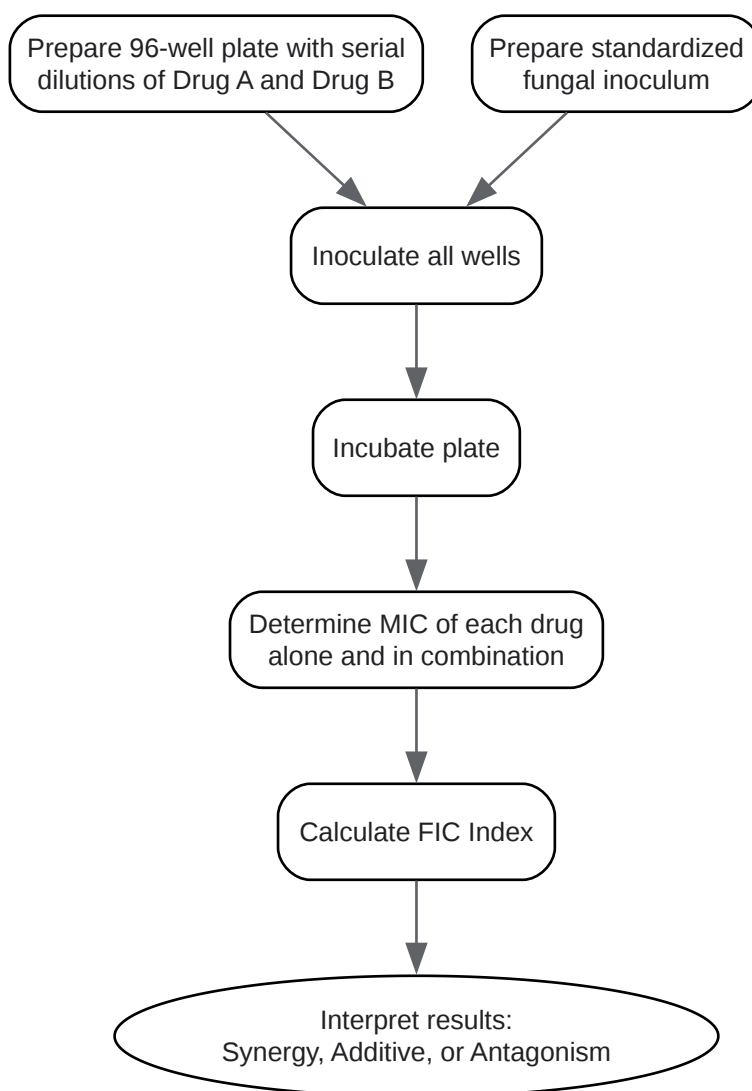 Prepare 96-well plate with serial
dilutions of Drug A and Drug B
Prepare standardized
fungal inoculum
Inoculate all wells
Incubate plate
Determine MIC of each drug
alone and in combination
Calculate FIC Index
Interpret results:
Synergy, Additive, or Antagonism